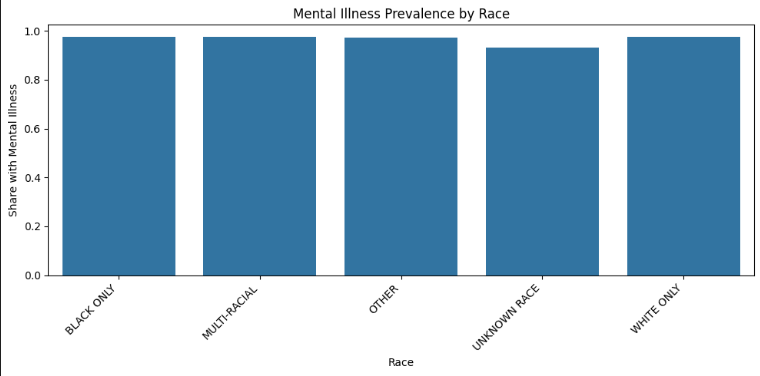 Mental Illness Prevalence by Race
Share with Mental Illness
1.0
0.8
0.6
0.4
0.2
0.0
BLACK ONLY
MULTI-RACIAL
OTHER
UNKNOWN RACE
WHITE ONLY
Race